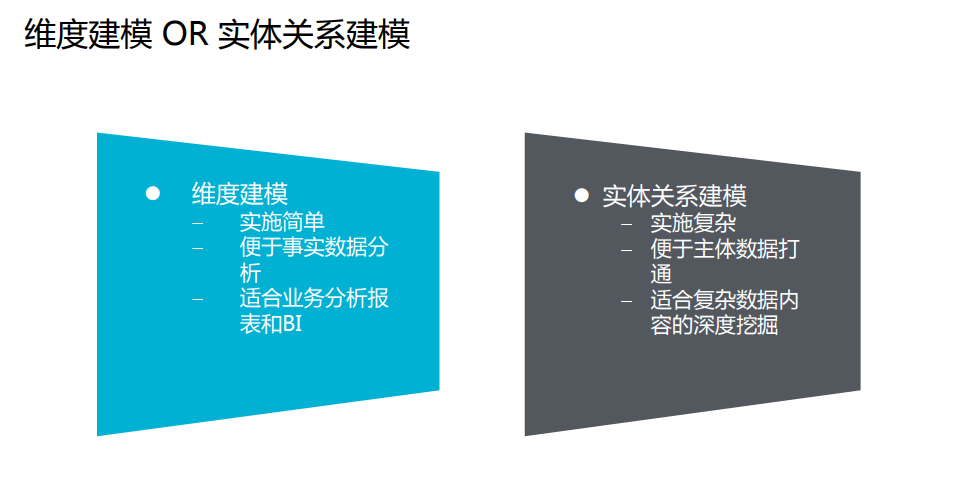 维度建模 OR 实体关系建模
● 维度建模
– 实施简单
– 便于事实数据分
析
– 适合业务分析报
表和BI
● 实体关系建模
– 实施复杂
– 便于主体数据打
通
– 适合复杂数据内
容的深度挖掘